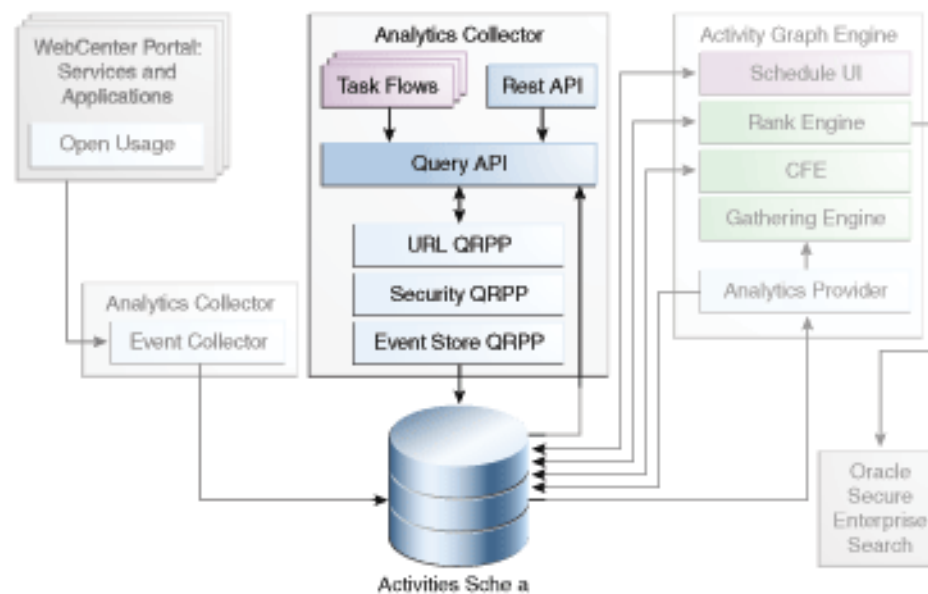 WebCenter Portal:
Services and
Applications
Open Usage
Analytics Collector
Event Collector
Analytics Collector
Task Flows
Rest API
Query API
URL QRPP
Security QRPP
Event Store QRPP
Activities Sche a
Activity Graph Engine
Schedule UI
Rank Engine
CFE
Gathering Engine
Analytics Provider
Oracle
Secure
Enterprise
Search